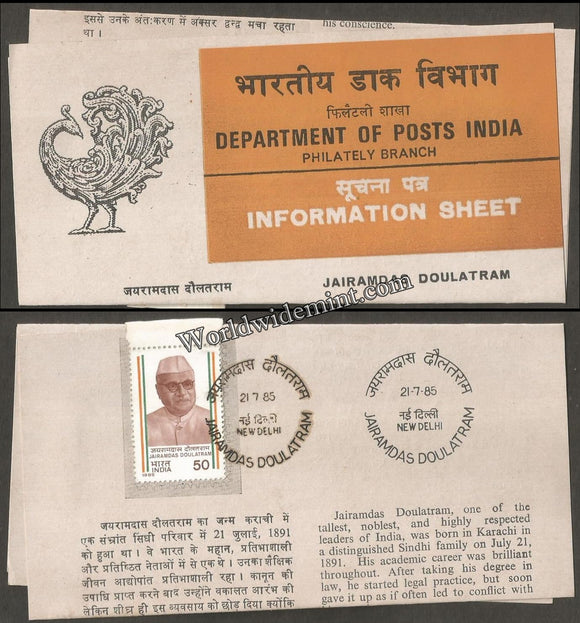 इससे उनके अंत:करण में अक्सर द्वन्द्व मचा रहता
था।
his conscience.
भारतीय डाक विभाग
फिलैटली शाखा
DEPARTMENT OF POSTS INDIA
PHILATELY BRANCH
सूचना पत्र
INFORMATION SHEET
जयरामदास दौलतराम
JAIRAMDAS DOULATRAM
Worldwidemint.com
जयरामदास दौलतराम
JAIRAMDAS DOULATRAM
भारत
INDIA
50
1985
जयरामदास दौलतराम
21-7-85
नई दिल्ली
NEW DELHI
JAIRAMDAS DOULATRAM
जयरामदास दौलतराम
21-7-85
नई दिल्ली
NEW DELHI
JAIRAMDAS DOULATRAM
जयरामदास दौलतराम का जन्म कराची में
एक संभ्रांत सिंधी परिवार में 21 जुलाई, 1891
को हुआ था। वे भारत के महान, प्रतिभाशाली
और प्रतिष्ठित नेताओं में से एक थे। उनका शैक्षिक
जीवन आद्योपांत प्रतिभाशाली रहा। कानून की
उपाधि प्राप्त करने बाद उन्होंने वकालत आरंभ की
लेकिन शीघ्र ही इस व्यवसाय को छोड़ दिया क्योंकि
Jairamdas Doulatram, one of the
tallest, noblest, and highly respected
leaders of India, was born in Karachi in
a distinguished Sindhi family on July 21,
1891. His academic career was brilliant
throughout. After taking his degree in
law, he started legal practice, but soon
gave it up as if often led to conflict with